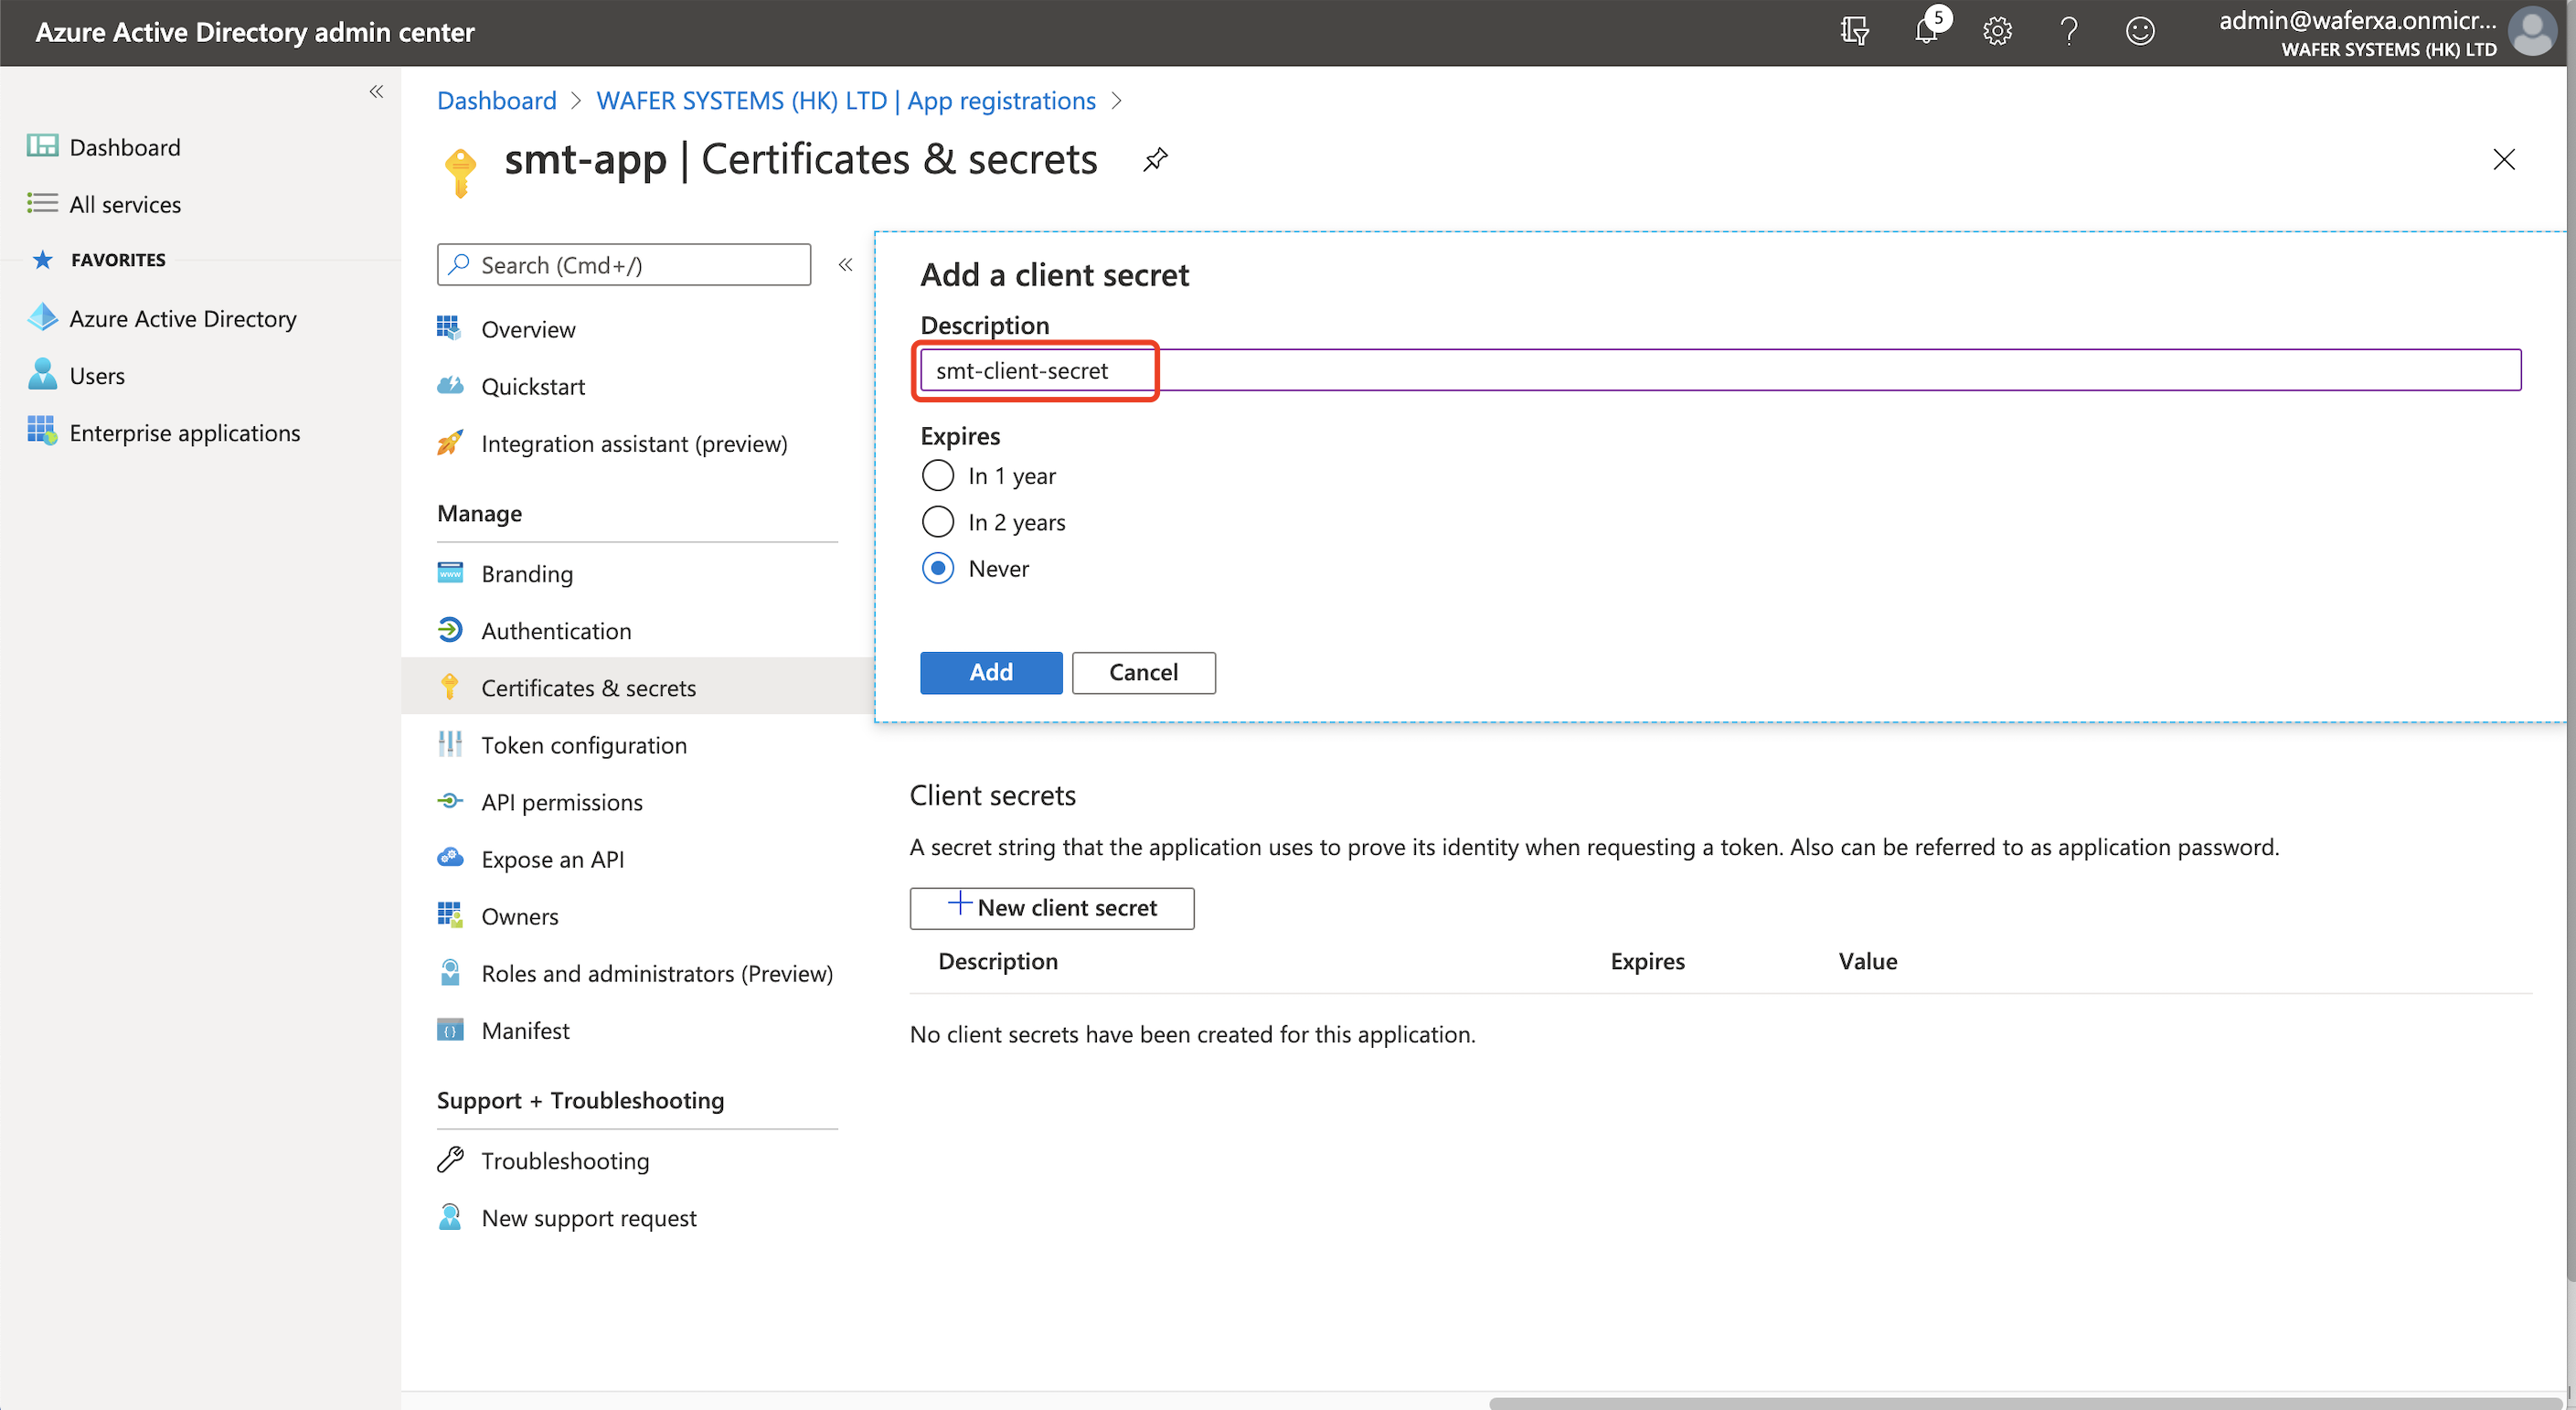 Azure Active Directory admin center
5
admin@waferxa.onmicr...
WAFER SYSTEMS (HK) LTD
Dashboard
All services
FAVORITES
Azure Active Directory
Users
Enterprise applications
Dashboard > WAFER SYSTEMS (HK) LTD | App registrations >
smt-app | Certificates & secrets
Search (Cmd+/)
Overview
Quickstart
Integration assistant (preview)
Manage
Branding
Authentication
Certificates & secrets
Token configuration
API permissions
Expose an API
Owners
Roles and administrators (Preview)
Manifest
Support + Troubleshooting
Troubleshooting
New support request
Add a client secret
Description
smt-client-secret
Expires
In 1 year
In 2 years
Never
Add
Cancel
Client secrets
A secret string that the application uses to prove its identity when requesting a token. Also can be referred to as application password.
New client secret
Description Expires Value
No client secrets have been created for this application.